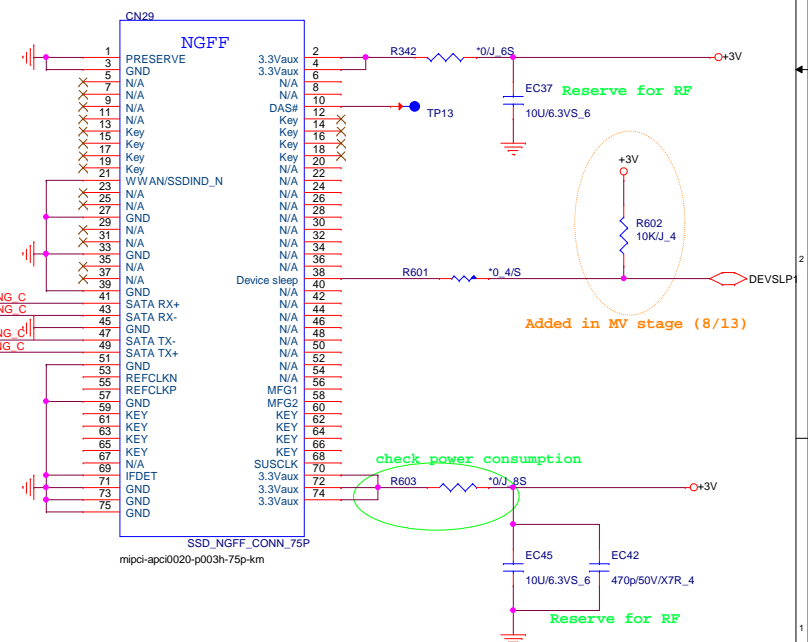 CN29
NGFF
1 PRESERVE 3.3Vaux 2
3 GND 3.3Vaux 4
5 N/A N/A 6
7 N/A N/A 8
9 N/A DAS# 10
11 N/A Key 12
13 Key Key 14
15 Key Key 16
17 Key Key 18
19 Key N/A 20
21 WWAN/SSDIND_N N/A 22
23 N/A N/A 24
25 N/A N/A 26
27 GND N/A 28
29 N/A N/A 30
31 N/A N/A 32
33 GND N/A 34
35 N/A N/A 36
37 N/A Device sleep 38
39 GND N/A 40
41 SATA RX+ N/A 42
43 SATA RX- N/A 44
45 GND N/A 46
47 SATA TX- N/A 48
49 SATA TX+ N/A 50
51 GND N/A 52
53 REFCLKN N/A 54
55 REFCLKP MFG1 56
57 GND MFG2 58
59 KEY KEY 60
61 KEY KEY 62
63 KEY KEY 64
65 KEY KEY 66
67 N/A SUSCLK 68
69 IFDET 3.3Vaux 70
71 GND 3.3Vaux 72
73 GND 3.3Vaux 74
75 GND
NG_C
NG_C
NG_C
NG_C
SSD_NGFF_CONN_75P
mipci-apci0020-p003h-75p-km
R342 *0/J_6S
+3V
EC37
10U/6.3VS_6
Reserve for RF
TP13
+3V
R602
10K/J_4
R601 *0_4/S
DEVSLP1
Added in MV stage (8/13)
check power consumption
R603 *0/J_8S
+3V
EC45
10U/6.3VS_6
EC42
470p/50V/X7R_4
Reserve for RF
2
1